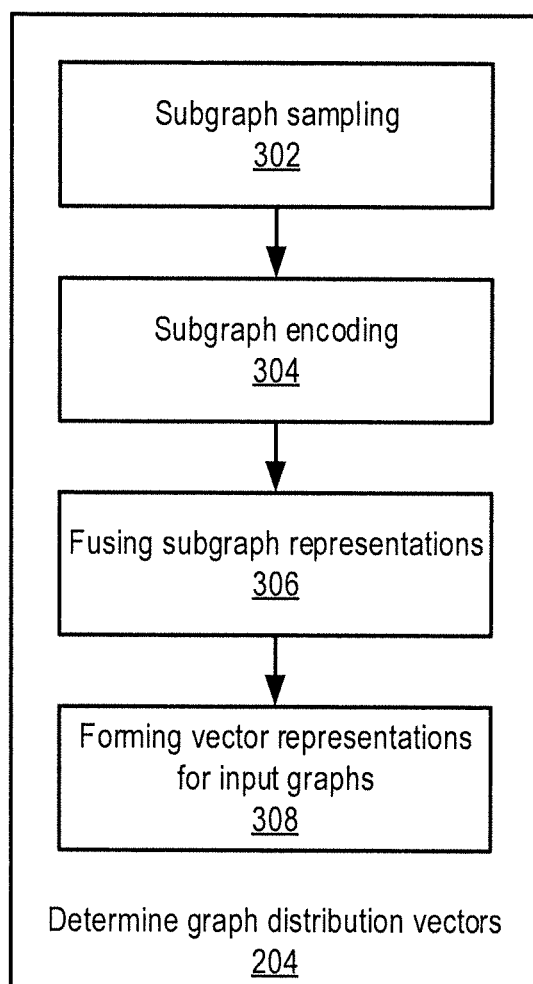 Subgraph sampling
302
Subgraph encoding
304
Fusing subgraph representations
306
Forming vector representations
for input graphs
308
Determine graph distribution vectors
204